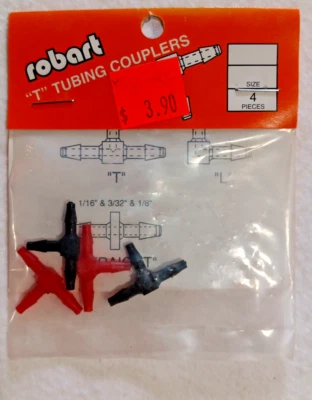 robart
"T" TUBING COUPLERS
$ 3.90
SIZE
4
PIECES
"T"
"L"
1/16" & 3/32" & 1/8"